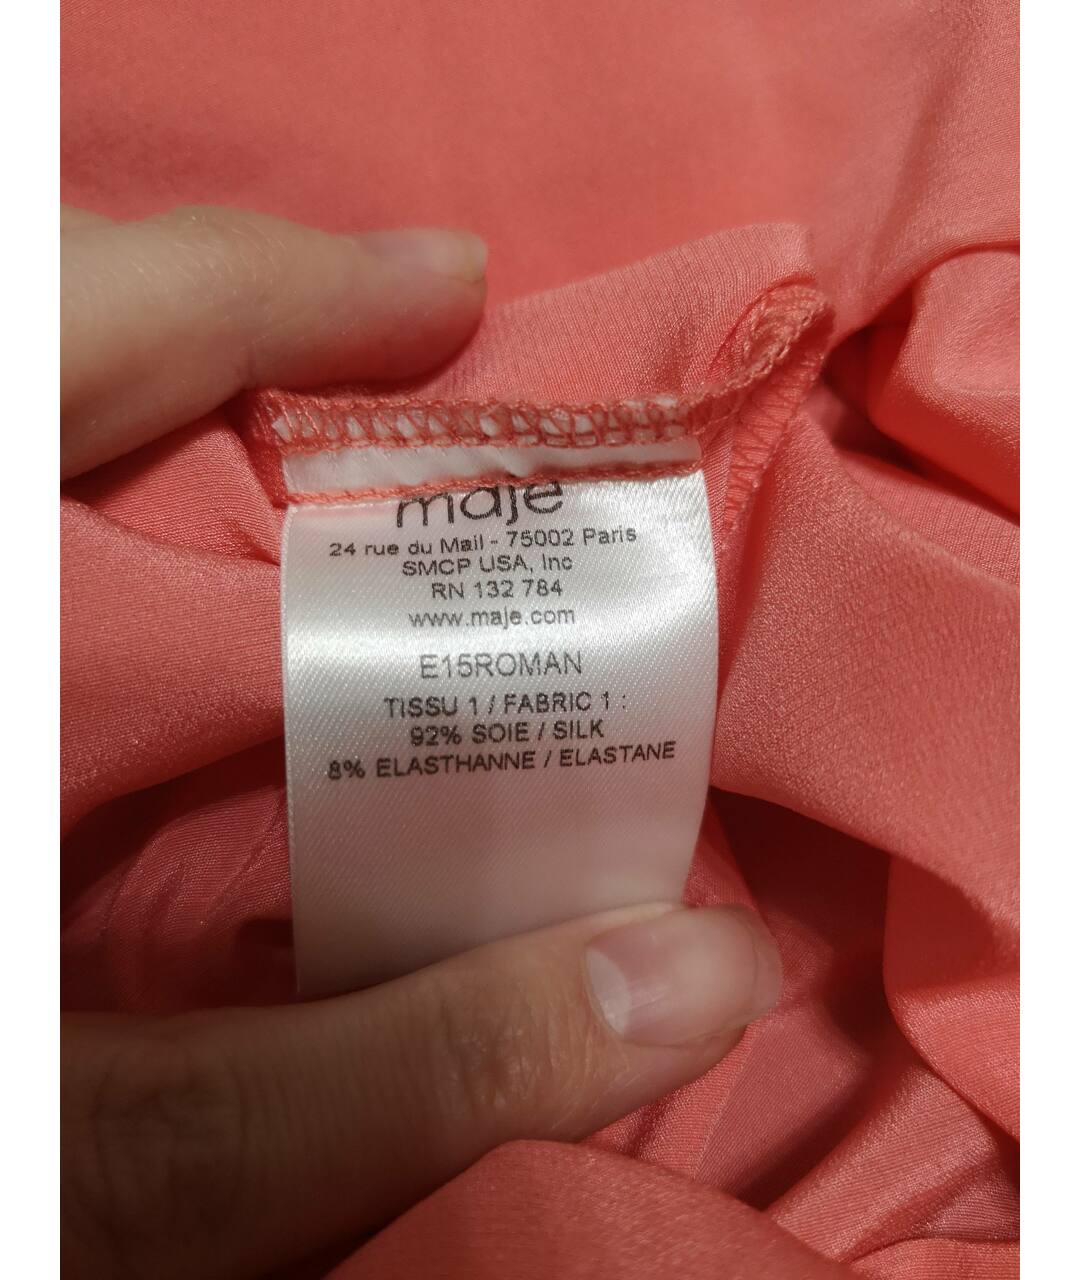 maje
24 rue du Mail - 75002 Paris
SMCP USA, Inc
RN 132 784
www.maje.com
E15ROMAN
TISSU 1 / FABRIC 1 :
92% SOIE / SILK
8% ELASTHANNE / ELASTANE